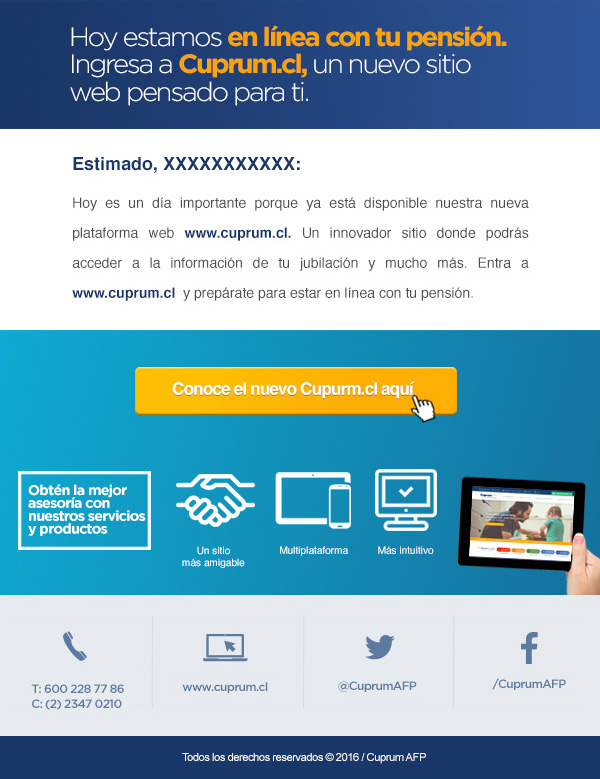 Hoy estamos en línea con tu pensión.
Ingresa a Cuprum.cl, un nuevo sitio
web pensado para ti.
Estimado, XXXXXXXXXXX:
Hoy es un día importante porque ya está disponible nuestra nueva
plataforma web www.cuprum.cl. Un innovador sitio donde podrás
acceder a la información de tu jubilación y mucho más. Entra a
www.cuprum.cl y prepárate para estar en línea con tu pensión.
Conoce el nuevo Cupurm.cl aquí
Obtén la mejor
asesoría con
nuestros servicios
y productos
Un sitio
màs amigable
Multiplataforma
Màs intuitivo
Cuprum
T: 600 228 77 86
C: (2) 2347 0210
www.cuprum.cl
@CuprumAFP
/CuprumAFP
Todos los derechos reservados © 2016 / Cuprum AFP